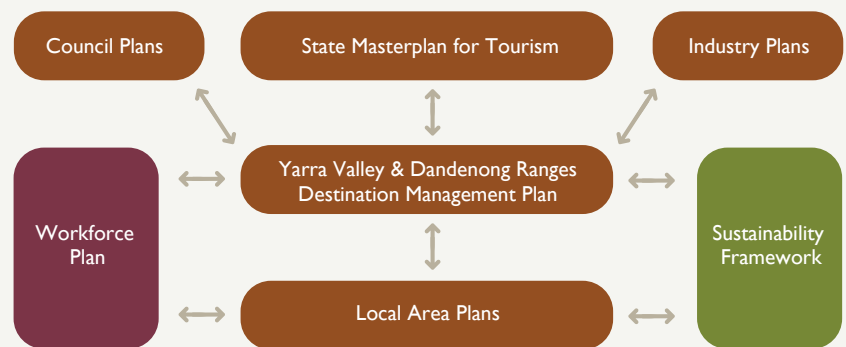 Council Plans
State Masterplan for Tourism
Industry Plans
Yarra Valley & Dandenong Ranges
Destination Management Plan
Workforce
Plan
Sustainability
Framework
Local Area Plans